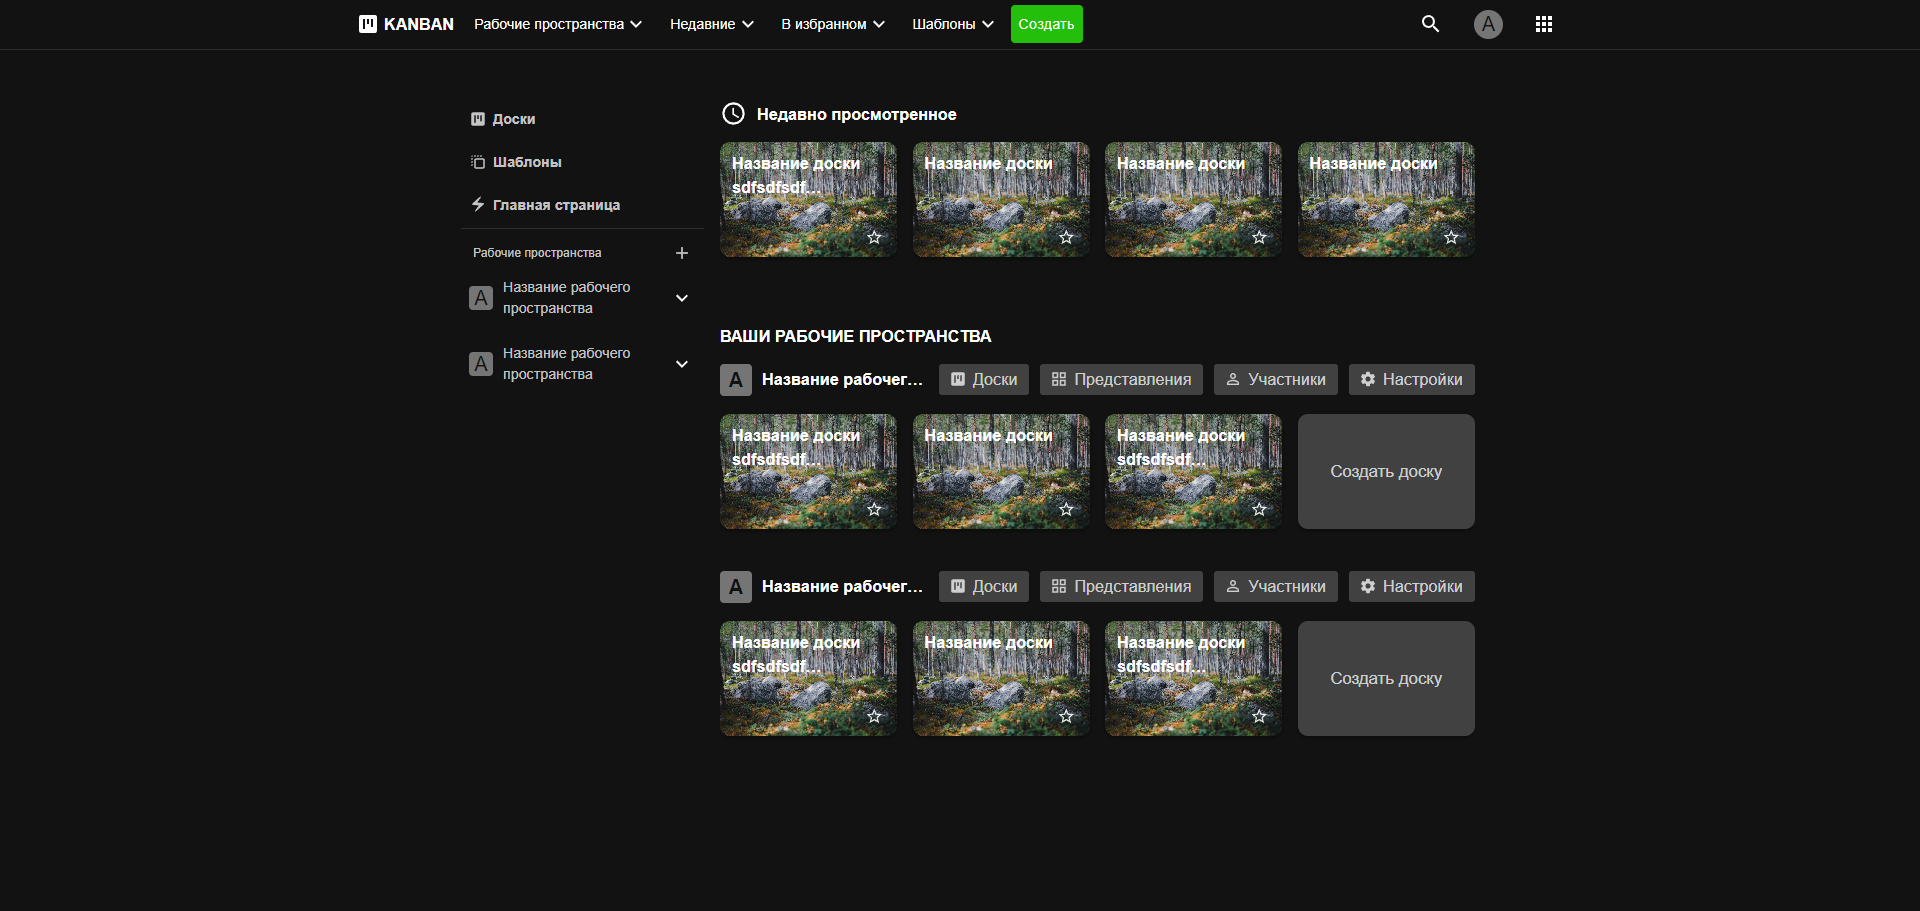 KANBAN Рабочие пространства Недавние В избранном Шаблоны Создать A
Доски
Шаблоны
Главная страница
Рабочие пространства
A Название рабочего
пространства
A Название рабочего
пространства
Недавно просмотренное
Название доски
sdfsdfsdf...
Название доски
Название доски
Название доски
ВАШИ РАБОЧИЕ ПРОСТРАНСТВА
A Название рабочег... Доски Представления Участники Настройки
Название доски
sdfsdfsdf...
Название доски
Название доски
sdfsdfsdf...
Создать доску
A Название рабочег... Доски Представления Участники Настройки
Название доски
sdfsdfsdf...
Название доски
Название доски
sdfsdfsdf...
Создать доску